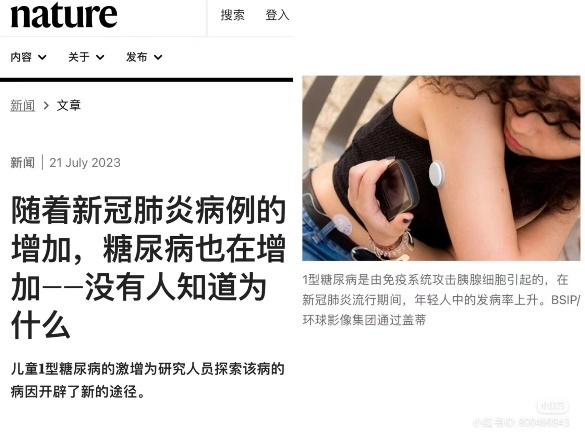 nature
搜索 登入
内容 关于 发布
新闻 > 文章
新闻 | 21 July 2023
随着新冠肺炎病例的
增加，糖尿病也在增
加——没有人知道为
什么
儿童1型糖尿病的激增为研究人员探索该病的
病因开辟了新的途径。
1型糖尿病是由免疫系统攻击胰腺细胞引起的，在
新冠肺炎流行期间，年轻人中的发病率上升。BSIP/
环球影像集团通过盖蒂
小红书